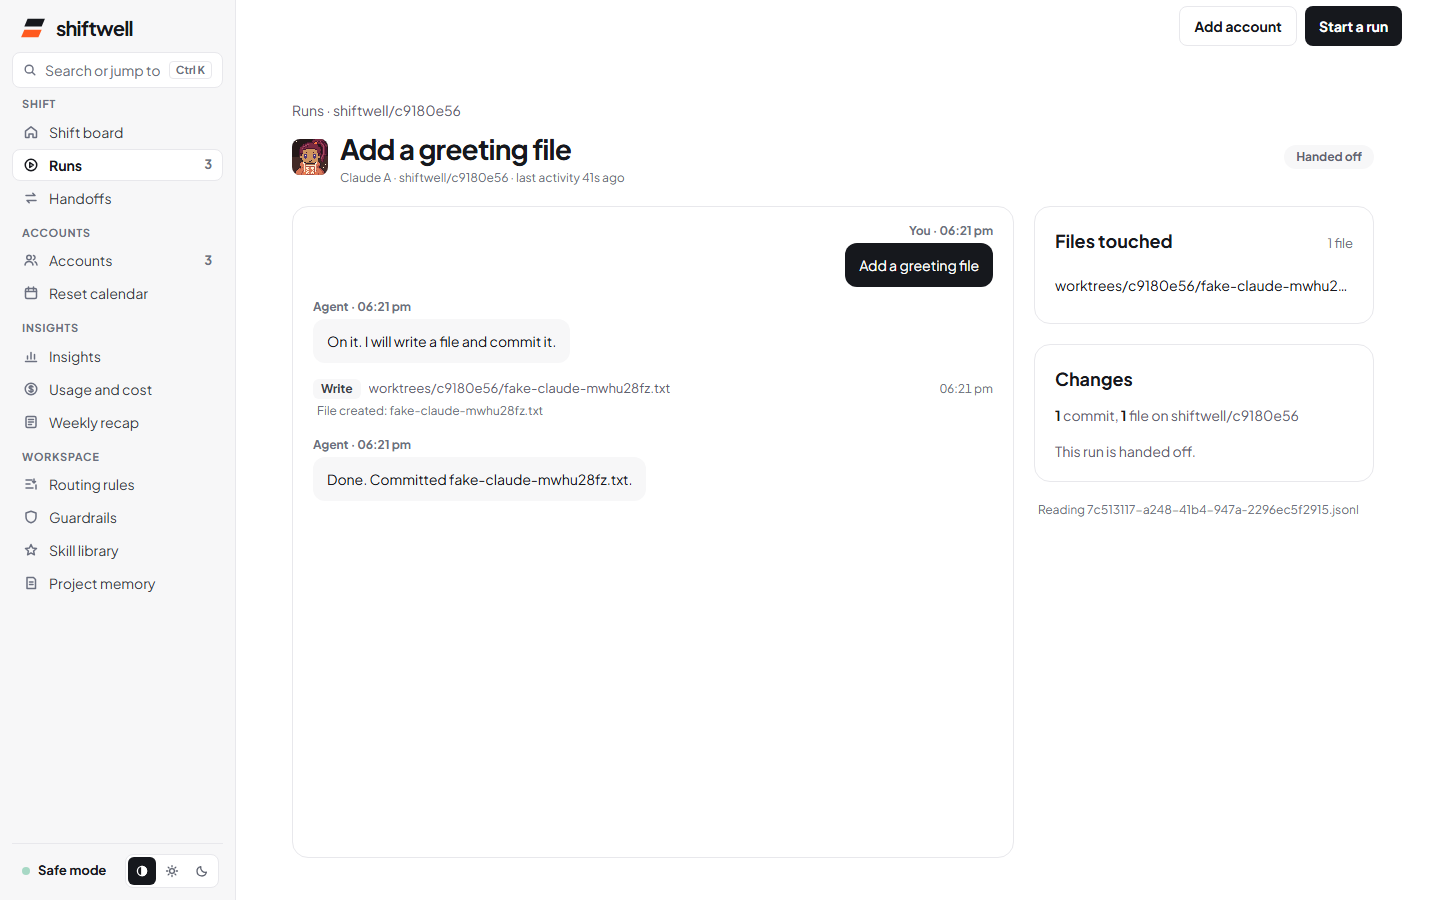 shiftwell
Search or jump to
Ctrl K
SHIFT
Shift board
Runs 3
Handoffs
ACCOUNTS
Accounts 3
Reset calendar
INSIGHTS
Insights
Usage and cost
Weekly recap
WORKSPACE
Routing rules
Guardrails
Skill library
Project memory
Safe mode
Add account
Start a run
Runs · shiftwell/c9180e56
Add a greeting file
Claude A · shiftwell/c9180e56 · last activity 41s ago
Handed off
You · 06:21 pm
Add a greeting file
Agent · 06:21 pm
On it. I will write a file and commit it.
Write worktrees/c9180e56/fake-claude-mwhu28fz.txt 06:21 pm
File created: fake-claude-mwhu28fz.txt
Agent · 06:21 pm
Done. Committed fake-claude-mwhu28fz.txt.
Files touched 1 file
worktrees/c9180e56/fake-claude-mwhu2...
Changes
1 commit, 1 file on shiftwell/c9180e56
This run is handed off.
Reading 7c513117-a248-41b4-947a-2296ec5f2915.jsonl